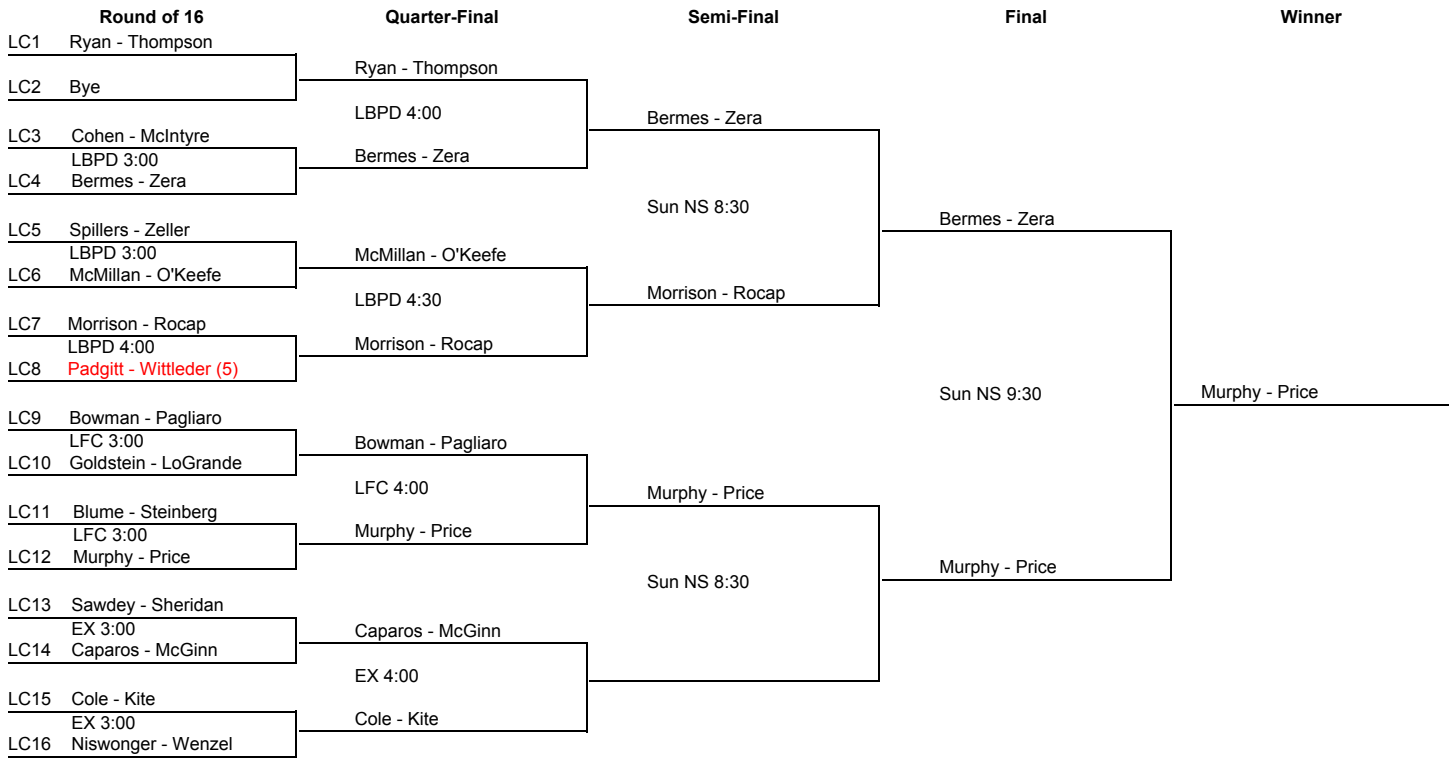 Round of 16 Quarter-Final Semi-Final Final Winner
LC1 Ryan - Thompson
Ryan - Thompson
LC2 Bye
LBPD 4:00
Bermes - Zera
LC3 Cohen - McIntyre
LBPD 3:00
Bermes - Zera
LC4 Bermes - Zera
Sun NS 8:30
Bermes - Zera
LC5 Spillers - Zeller
LBPD 3:00
McMillan - O'Keefe
LC6 McMillan - O'Keefe
LBPD 4:30
Morrison - Rocap
LC7 Morrison - Rocap
LBPD 4:00
Morrison - Rocap
LC8 Padgitt - Wittleder (5)
Sun NS 9:30
Murphy - Price
LC9 Bowman - Pagliaro
LFC 3:00
Bowman - Pagliaro
LC10 Goldstein - LoGrande
LFC 4:00
Murphy - Price
LC11 Blume - Steinberg
LFC 3:00
Murphy - Price
LC12 Murphy - Price
Murphy - Price
Sun NS 8:30
LC13 Sawdey - Sheridan
EX 3:00
Caparos - McGinn
LC14 Caparos - McGinn
EX 4:00
LC15 Cole - Kite
EX 3:00
Cole - Kite
LC16 Niswonger - Wenzel